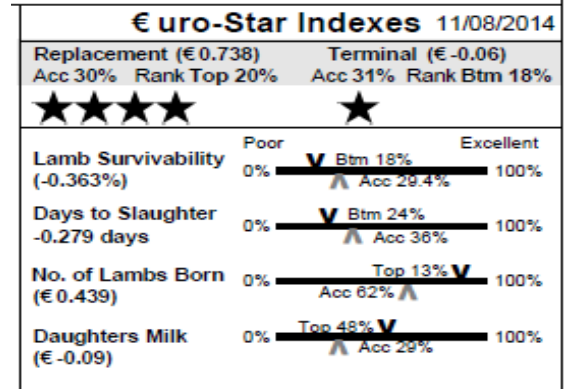 € uro-Star Indexes 11/08/2014
Replacement (€0.738) Terminal (€-0.06)
Acc 30% Rank Top 20% Acc 31% Rank Btm 18%
Poor Excellent
Lamb Survivability 0% Btm 18% 100%
(-0.363%) Acc 29.4%
Days to Slaughter 0% Btm 24% 100%
-0.279 days Acc 36%
No. of Lambs Born 0% Top 13% 100%
(€0.439) Acc 62%
Daughters Milk 0% Top 48% 100%
(€-0.09) Acc 29%